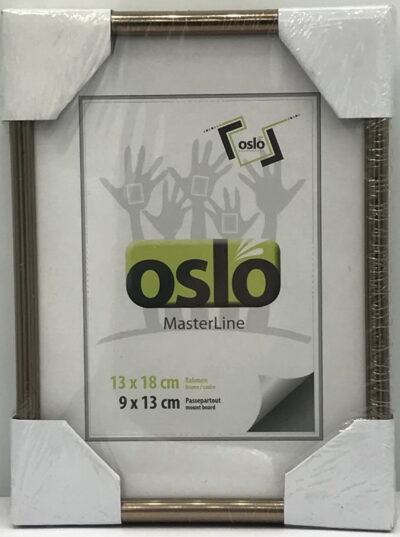 oslo
oslo
MasterLine
13 x 18 cm Rahmen
frame / cadre
9 x 13 cm Passepartout
mount board